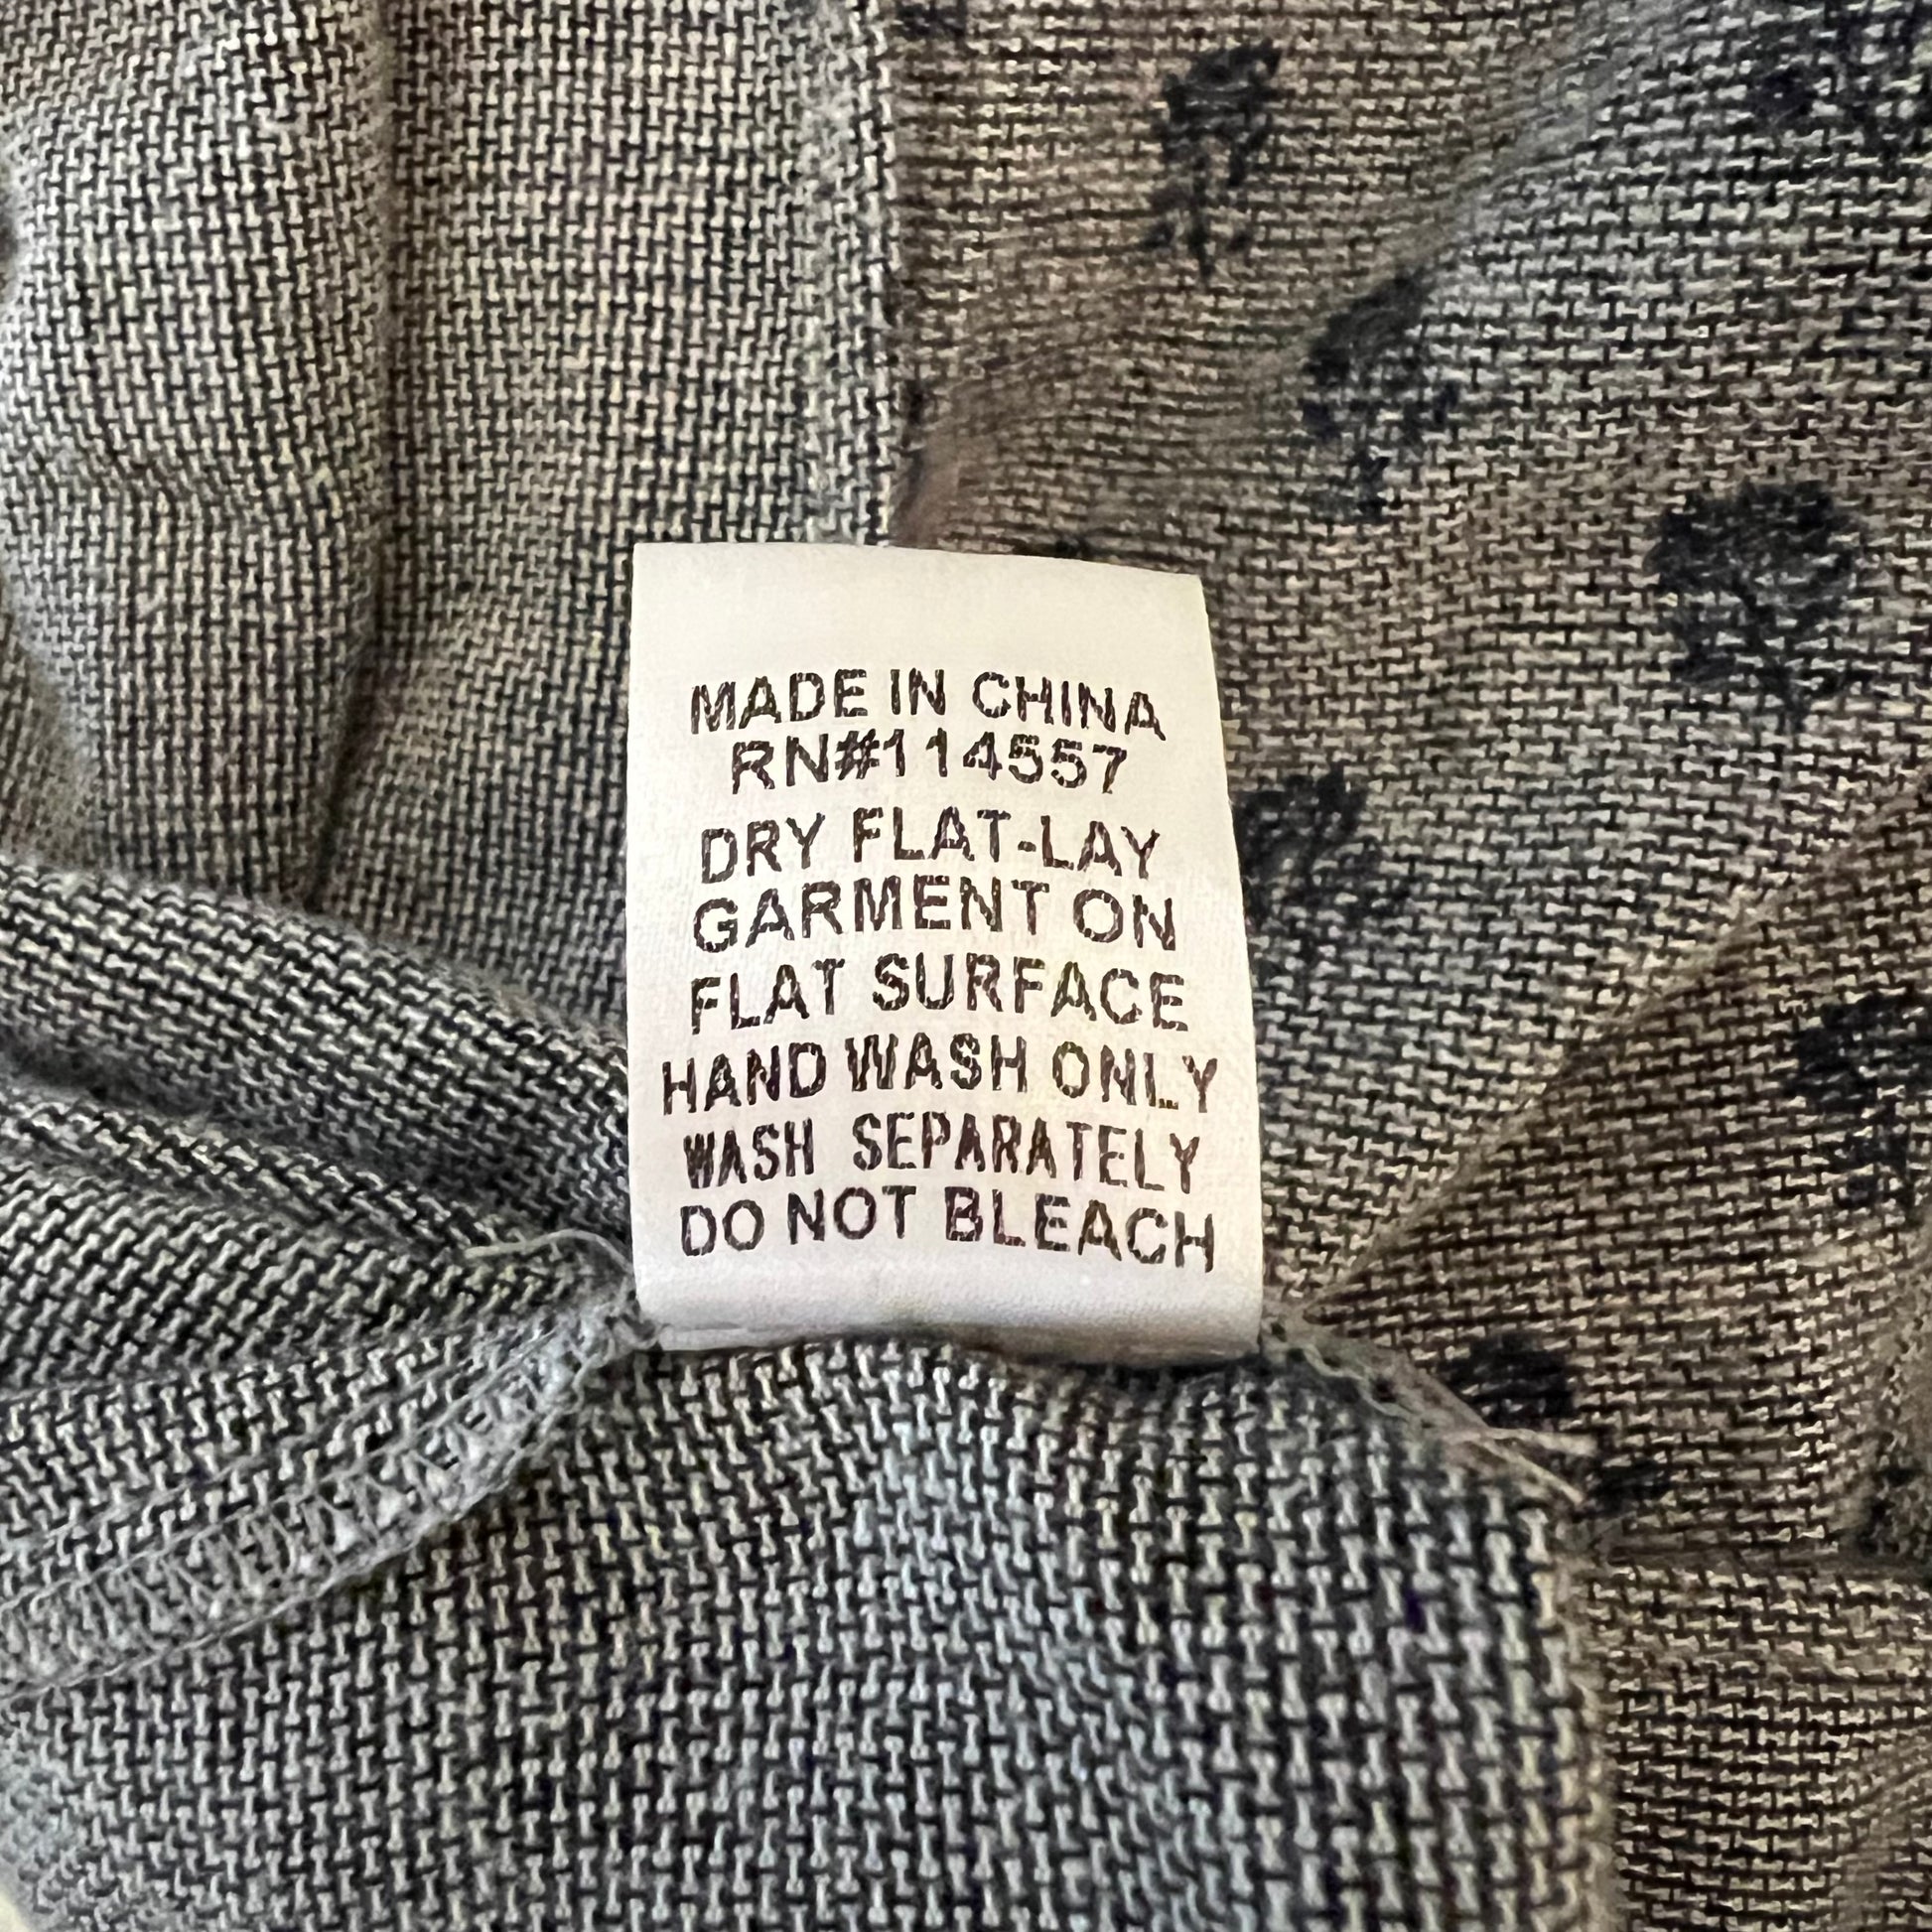 MADE IN CHINA
RN#114557
DRY FLAT-LAY
GARMENT ON
FLAT SURFACE
HAND WASH ONLY
WASH SEPARATELY
DO NOT BLEACH